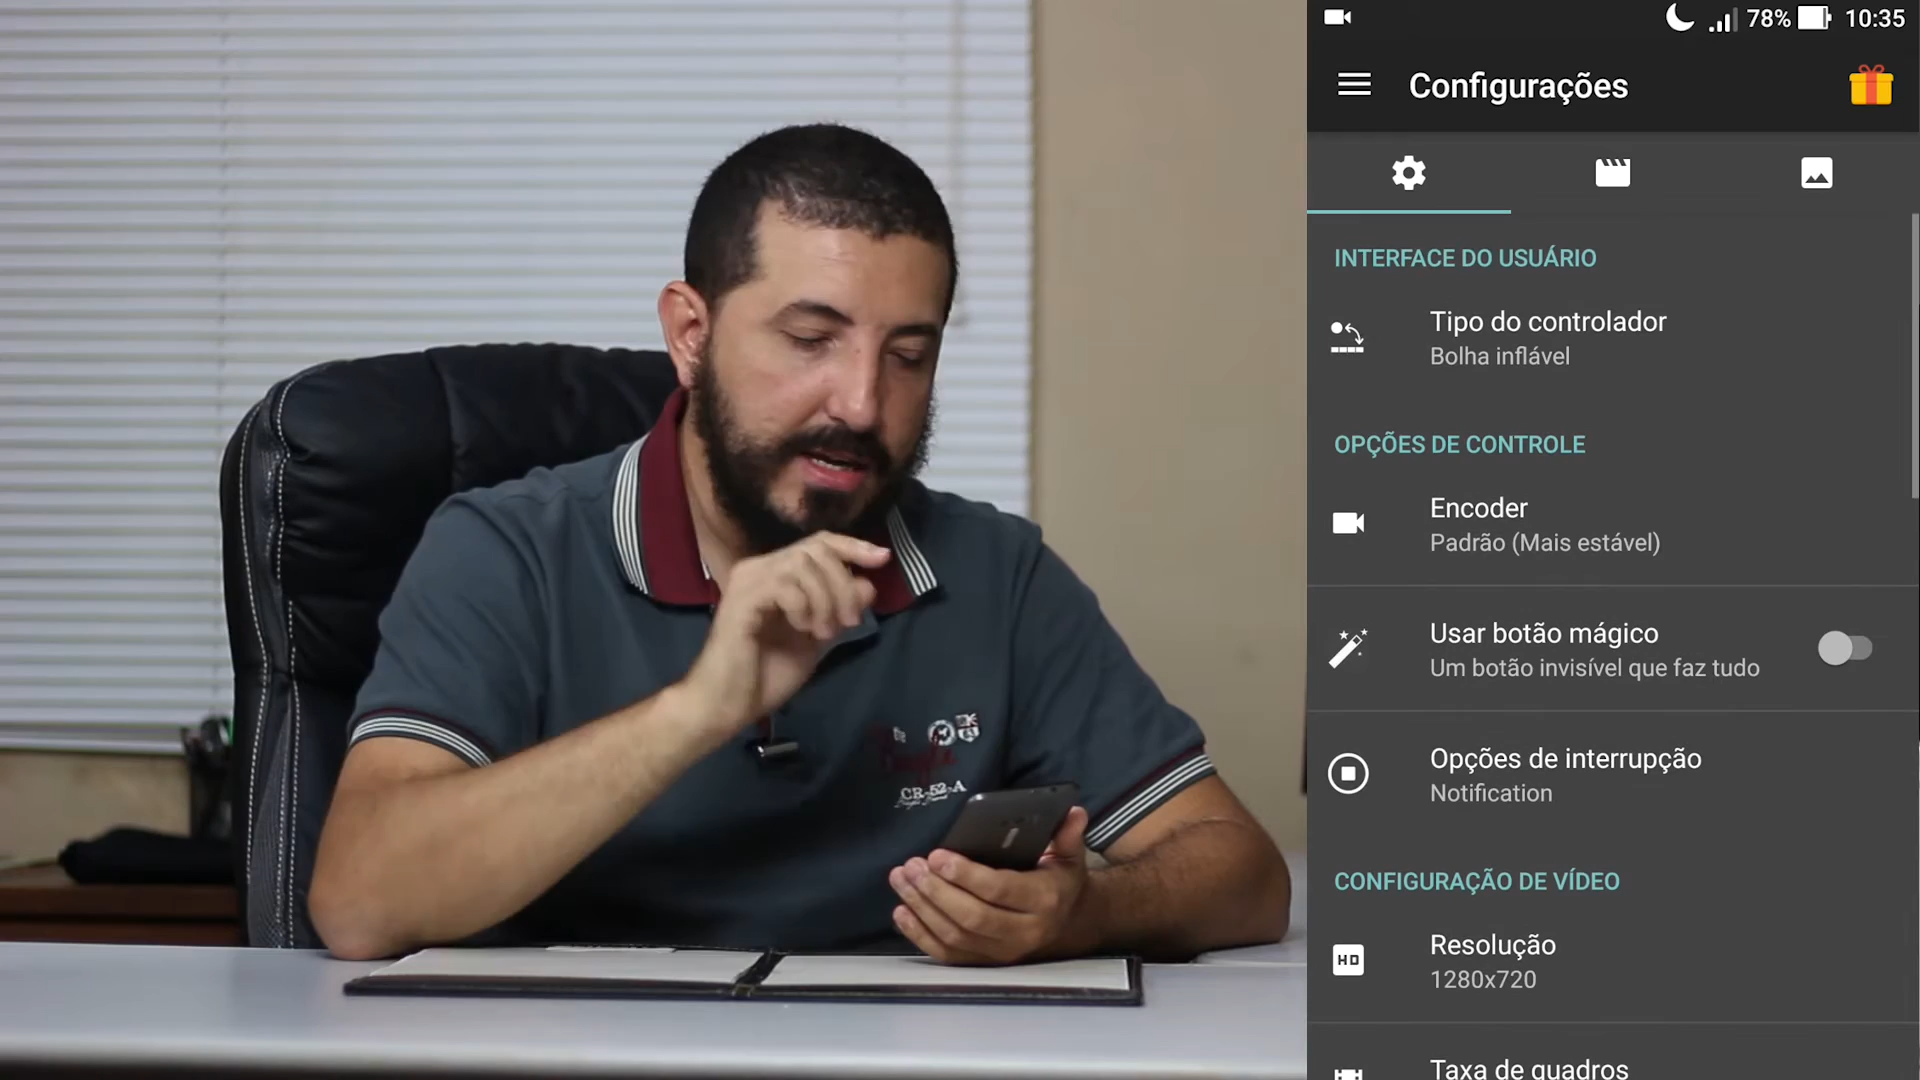 78% 10:35
Configurações
INTERFACE DO USUÁRIO
Tipo do controlador
Bolha inflável
OPÇÕES DE CONTROLE
Encoder
Padrão (Mais estável)
Usar botão mágico
Um botão invisível que faz tudo
Opções de interrupção
Notification
CONFIGURAÇÃO DE VÍDEO
HD
Resolução
1280x720
Taxa de quadros
CR-52-A